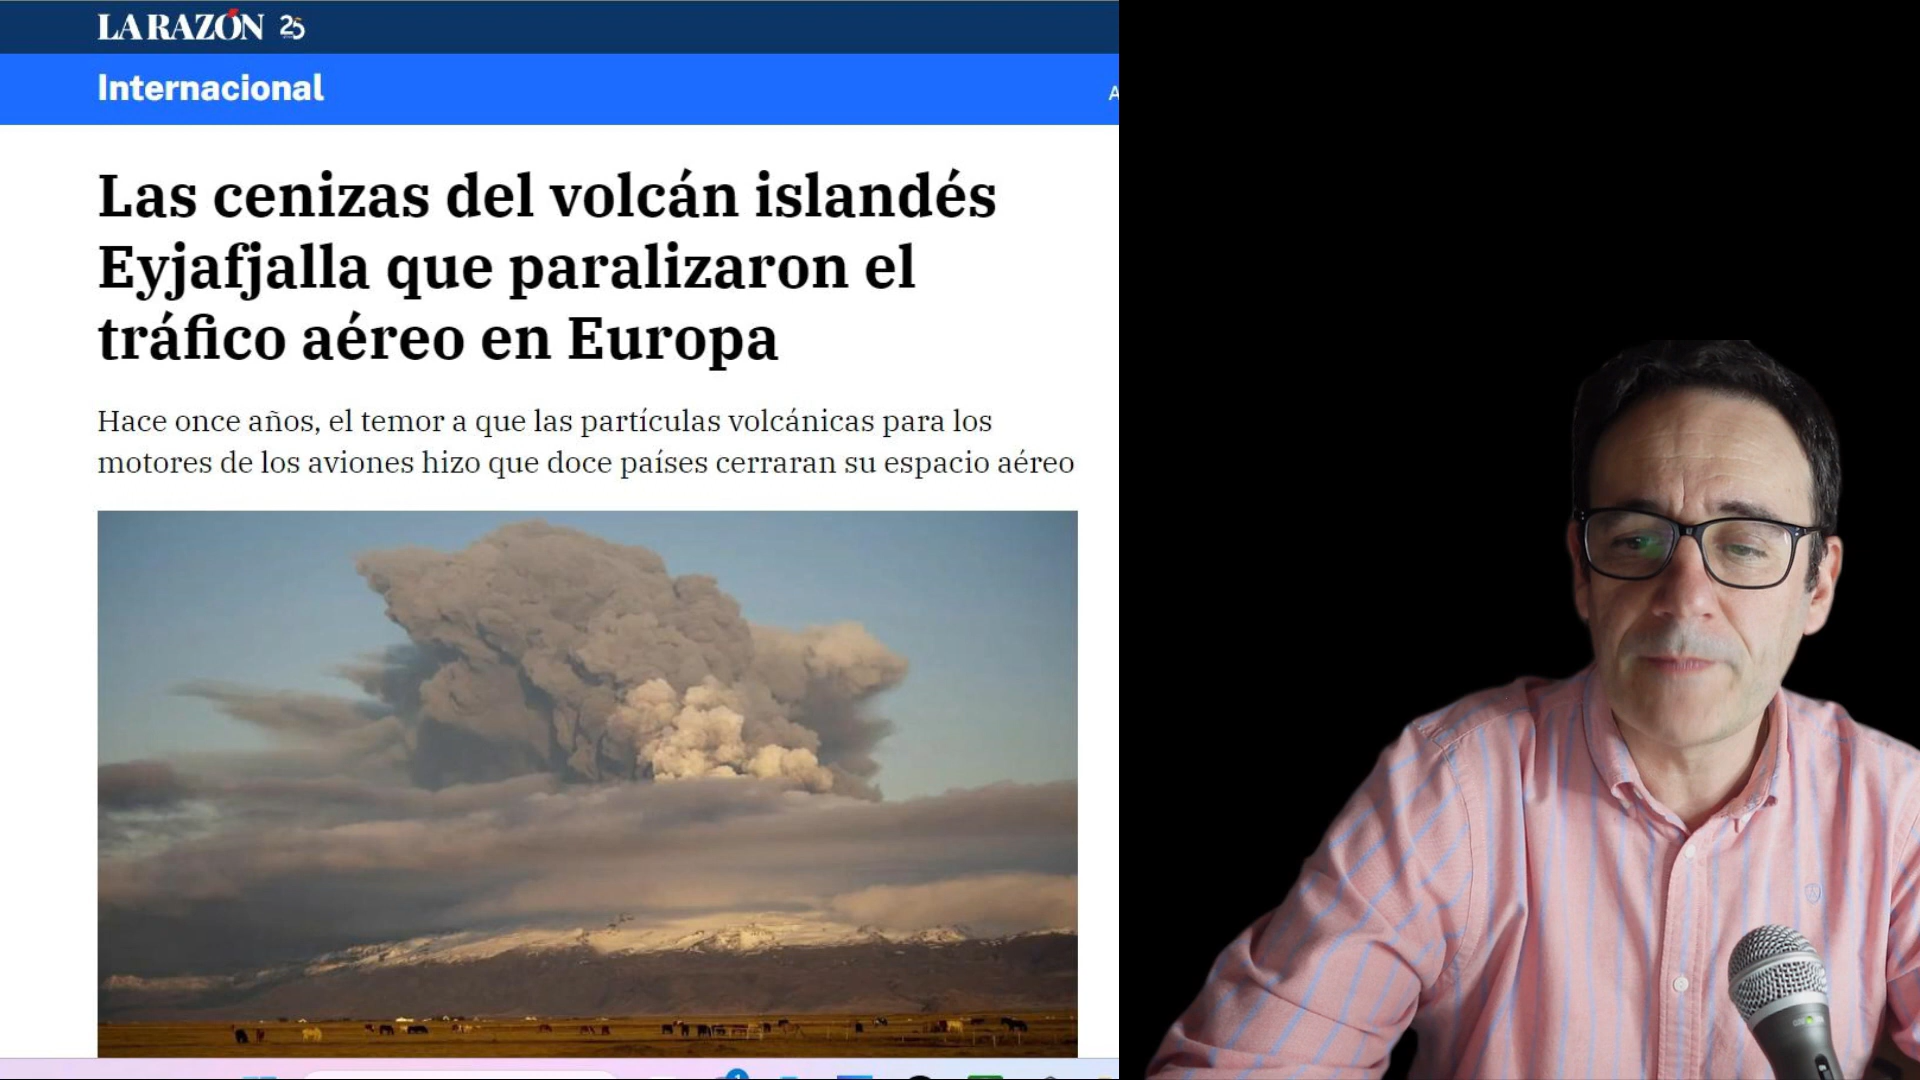 LA RAZÓN 25
Internacional
A
Las cenizas del volcán islandés
Eyjafjalla que paralizaron el
tráfico aéreo en Europa
Hace once años, el temor a que las partículas volcánicas para los
motores de los aviones hizo que doce países cerraran su espacio aéreo